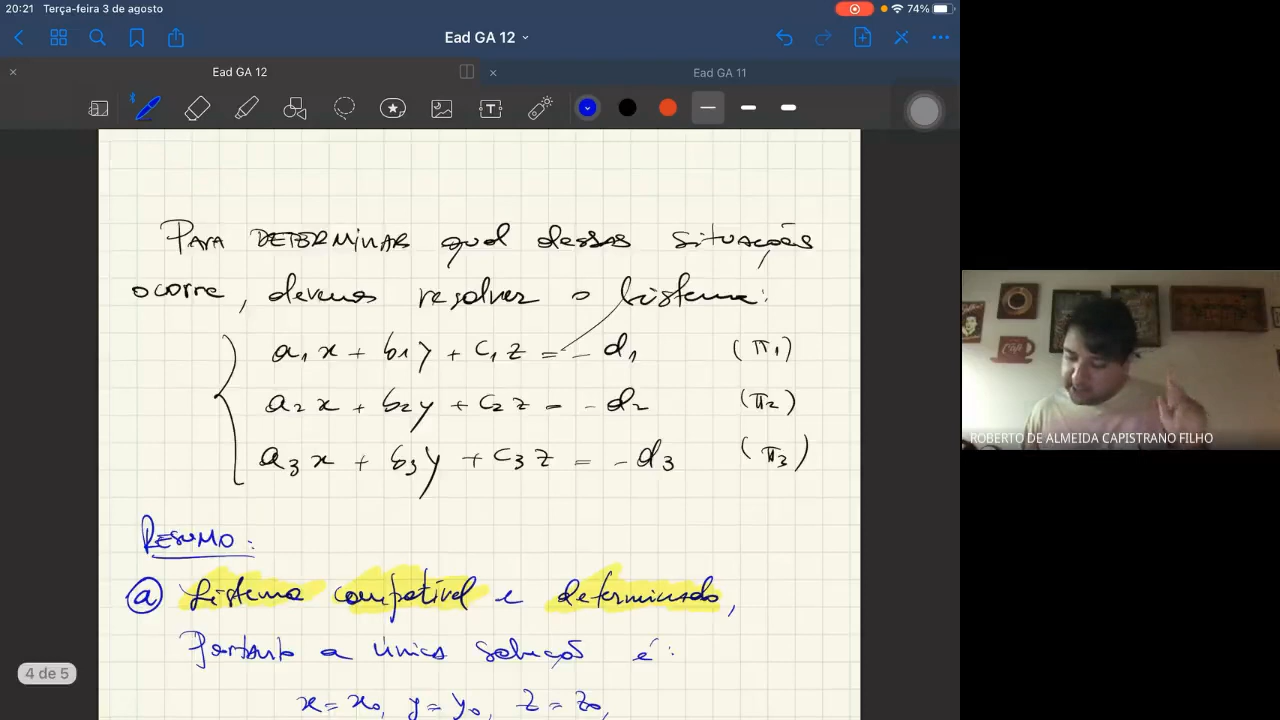 20:21 Terça-feira 3 de agosto
74%
Ead GA 12
Ead GA 12
Ead GA 11
PARA DETERMINAR qual dessas situações
ocorre, devemos resolver o sistema:
a₁x + b₁y + c₁z = -d₁ (π₁)
a₂x + b₂y + c₂z = -d₂ (π₂)
a₃x + b₃y + c₃z = -d₃ (π₃)
RESUMO:
ⓐ Sistema compatível e determinado,
Portanto a única solução é:
x = x₀, y = y₀, z = z₀,
4 de 5
ROBERTO DE ALMEIDA CAPISTRANO FILHO